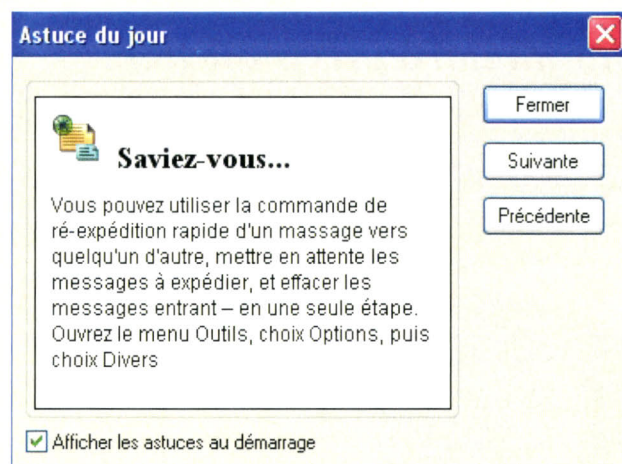 Astuce du jour
Saviez-vous...
Vous pouvez utiliser la commande de
ré-expédition rapide d'un massage vers
quelqu'un d'autre, mettre en attente les
messages à expédier, et effacer les
messages entrant – en une seule étape.
Ouvrez le menu Outils, choix Options, puis
choix Divers
Fermer
Suivante
Précédente
Afficher les astuces au démarrage